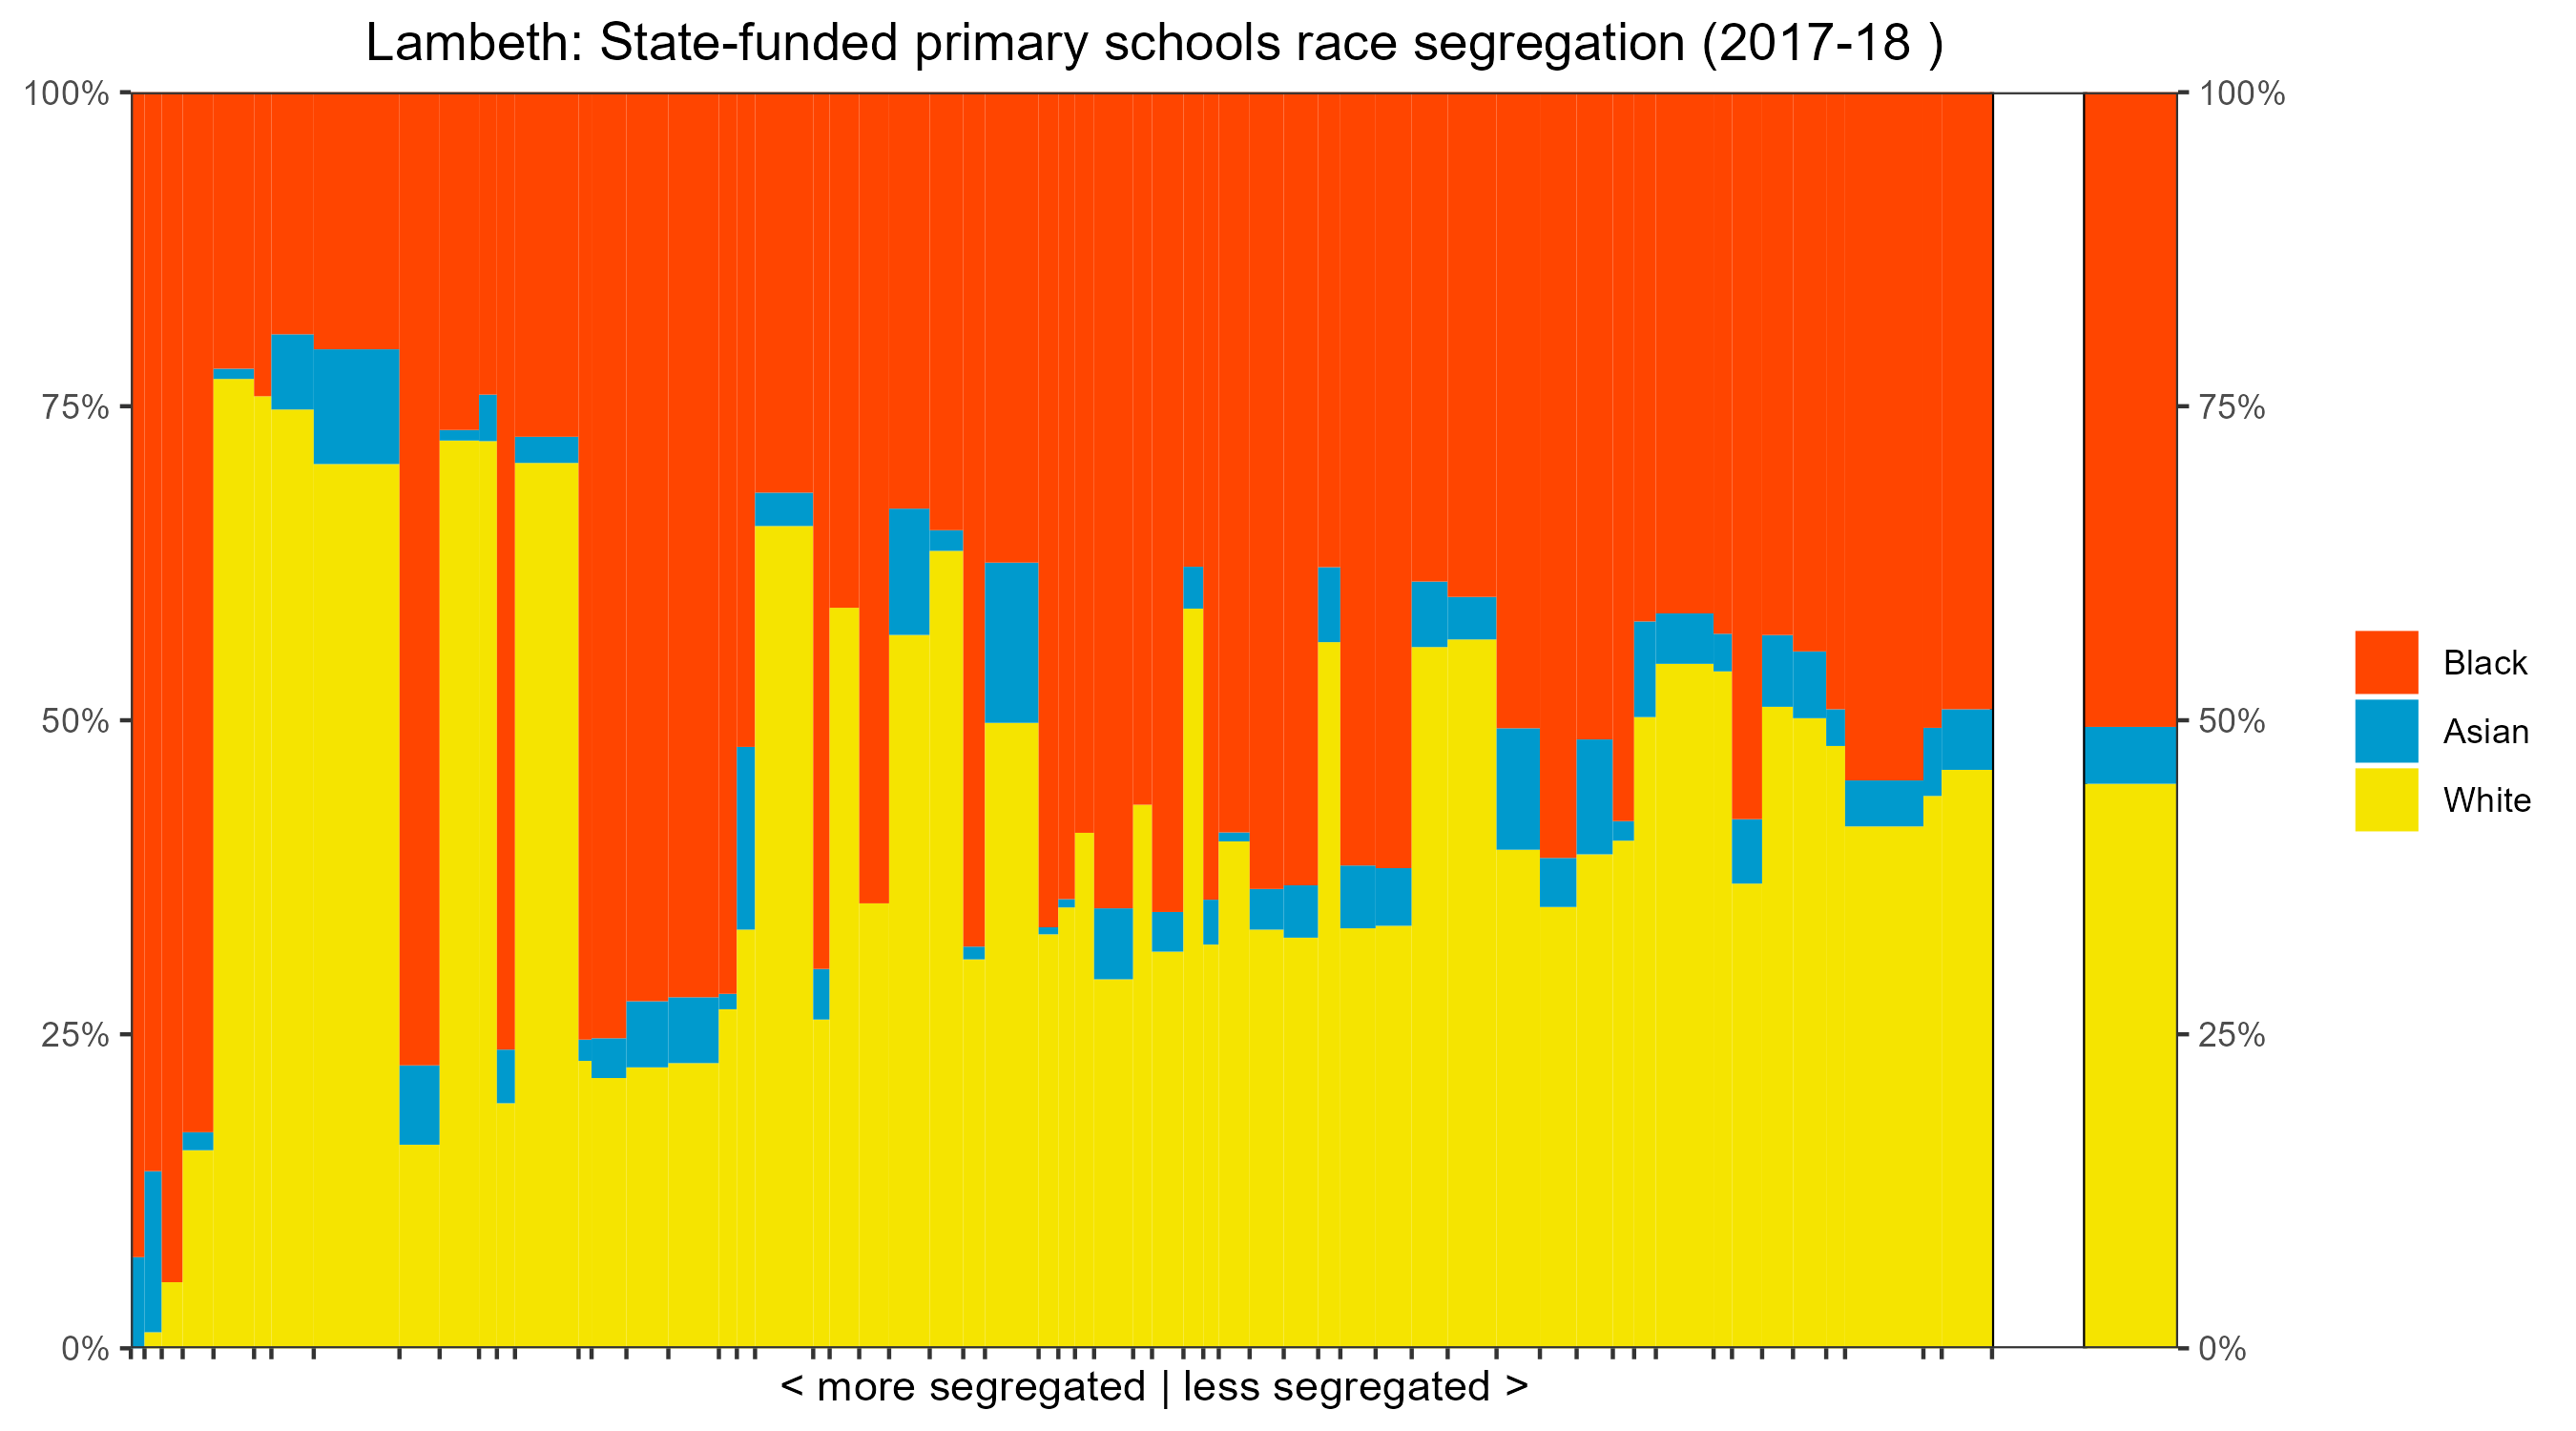 Lambeth: State-funded primary schools race segregation (2017-18 )
100%
75%
50%
25%
0%
100%
75%
50%
25%
0%
Black
Asian
White
< more segregated | less segregated >